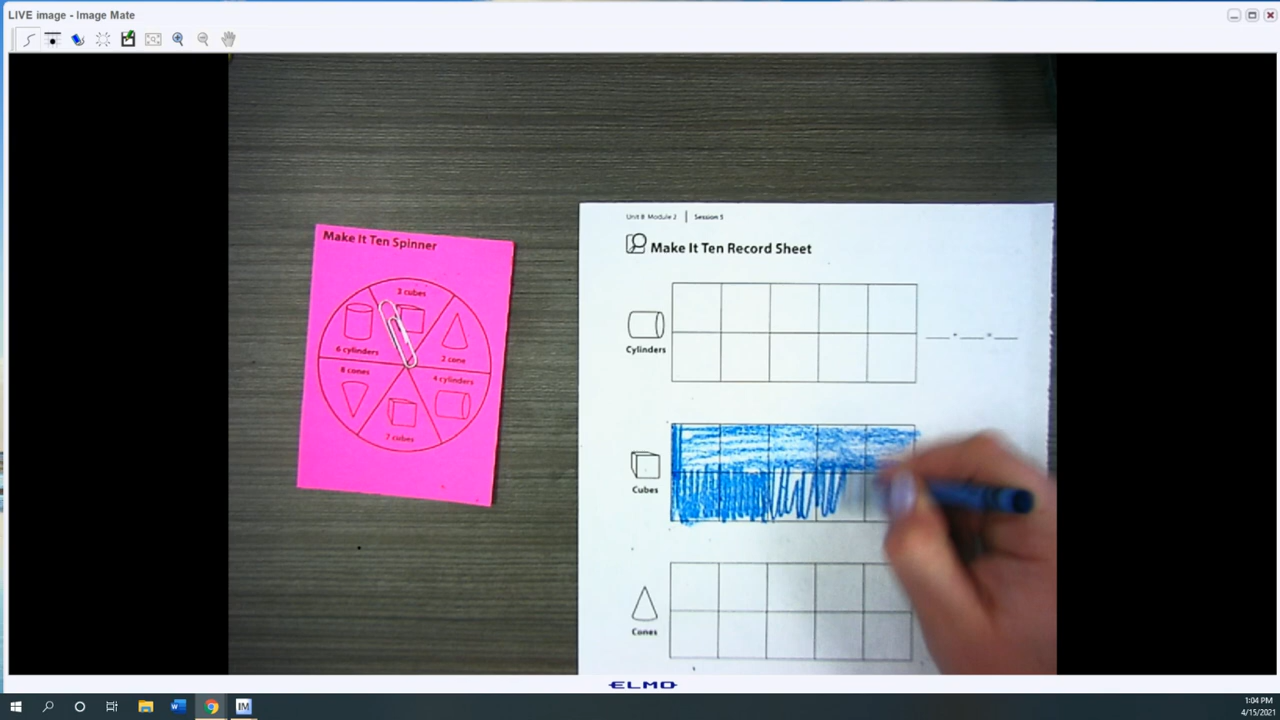 LIVE image - Image Mate
Unit 8 Module 2 | Session 5
Make It Ten Record Sheet
Make It Ten Spinner
3 cubes
6 cylinders
2 cone
8 cones
4 cylinders
7 cubes
Cylinders
Cubes
Cones
ELMO
1:04 PM
4/15/2021